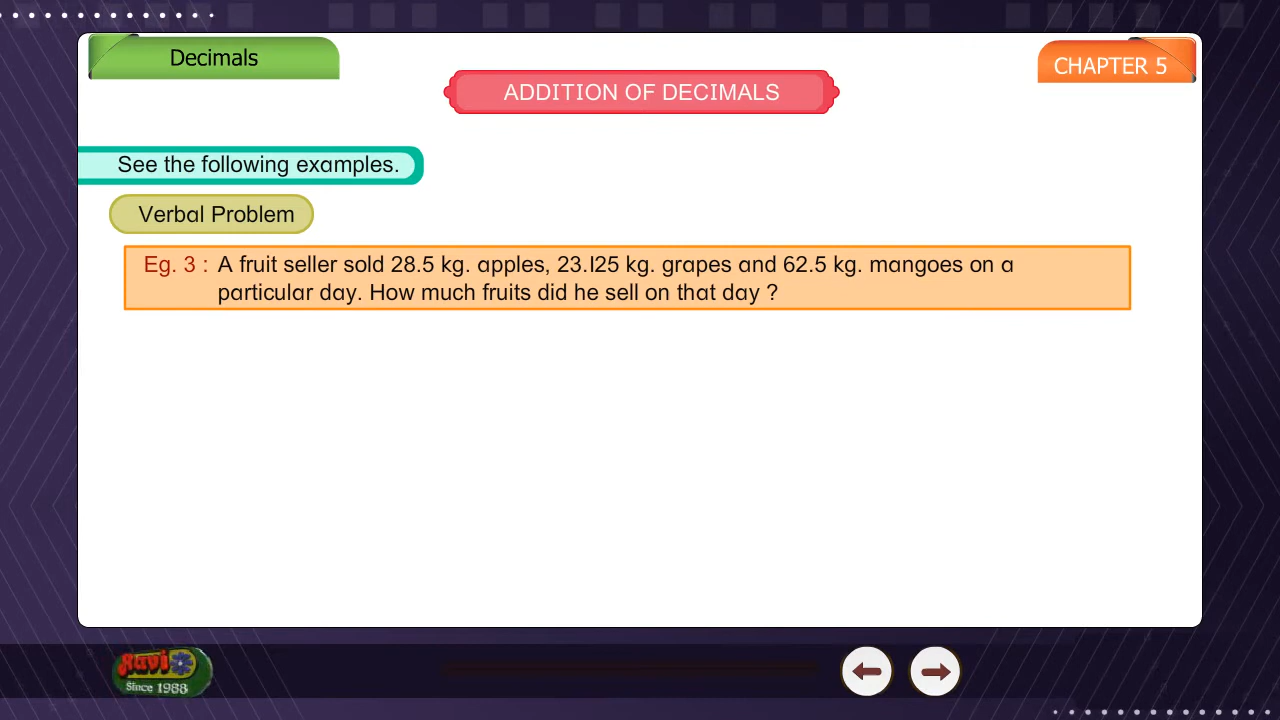 Decimals
CHAPTER 5
ADDITION OF DECIMALS
See the following examples.
Verbal Problem
Eg. 3 : A fruit seller sold 28.5 kg. apples, 23.I25 kg. grapes and 62.5 kg. mangoes on a
particular day. How much fruits did he sell on that day ?
Ravi
Since 1988